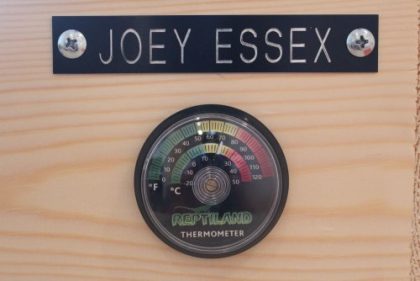 JOEY ESSEX
°F
°C
REPTILAND
THERMOMETER